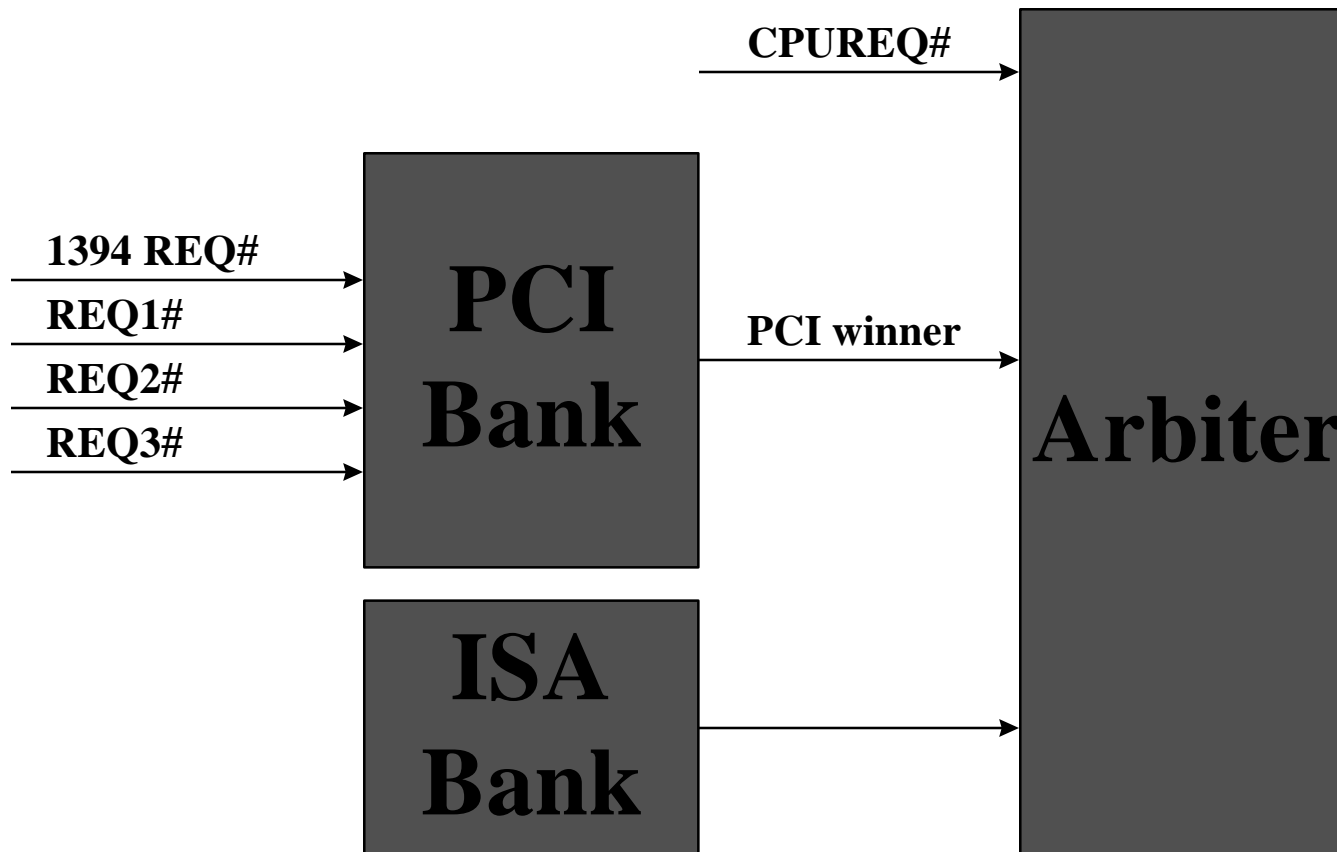 CPUREQ#
1394 REQ#
REQ1#
REQ2#
REQ3#
PCI
Bank
PCI winner
Arbiter
ISA
Bank